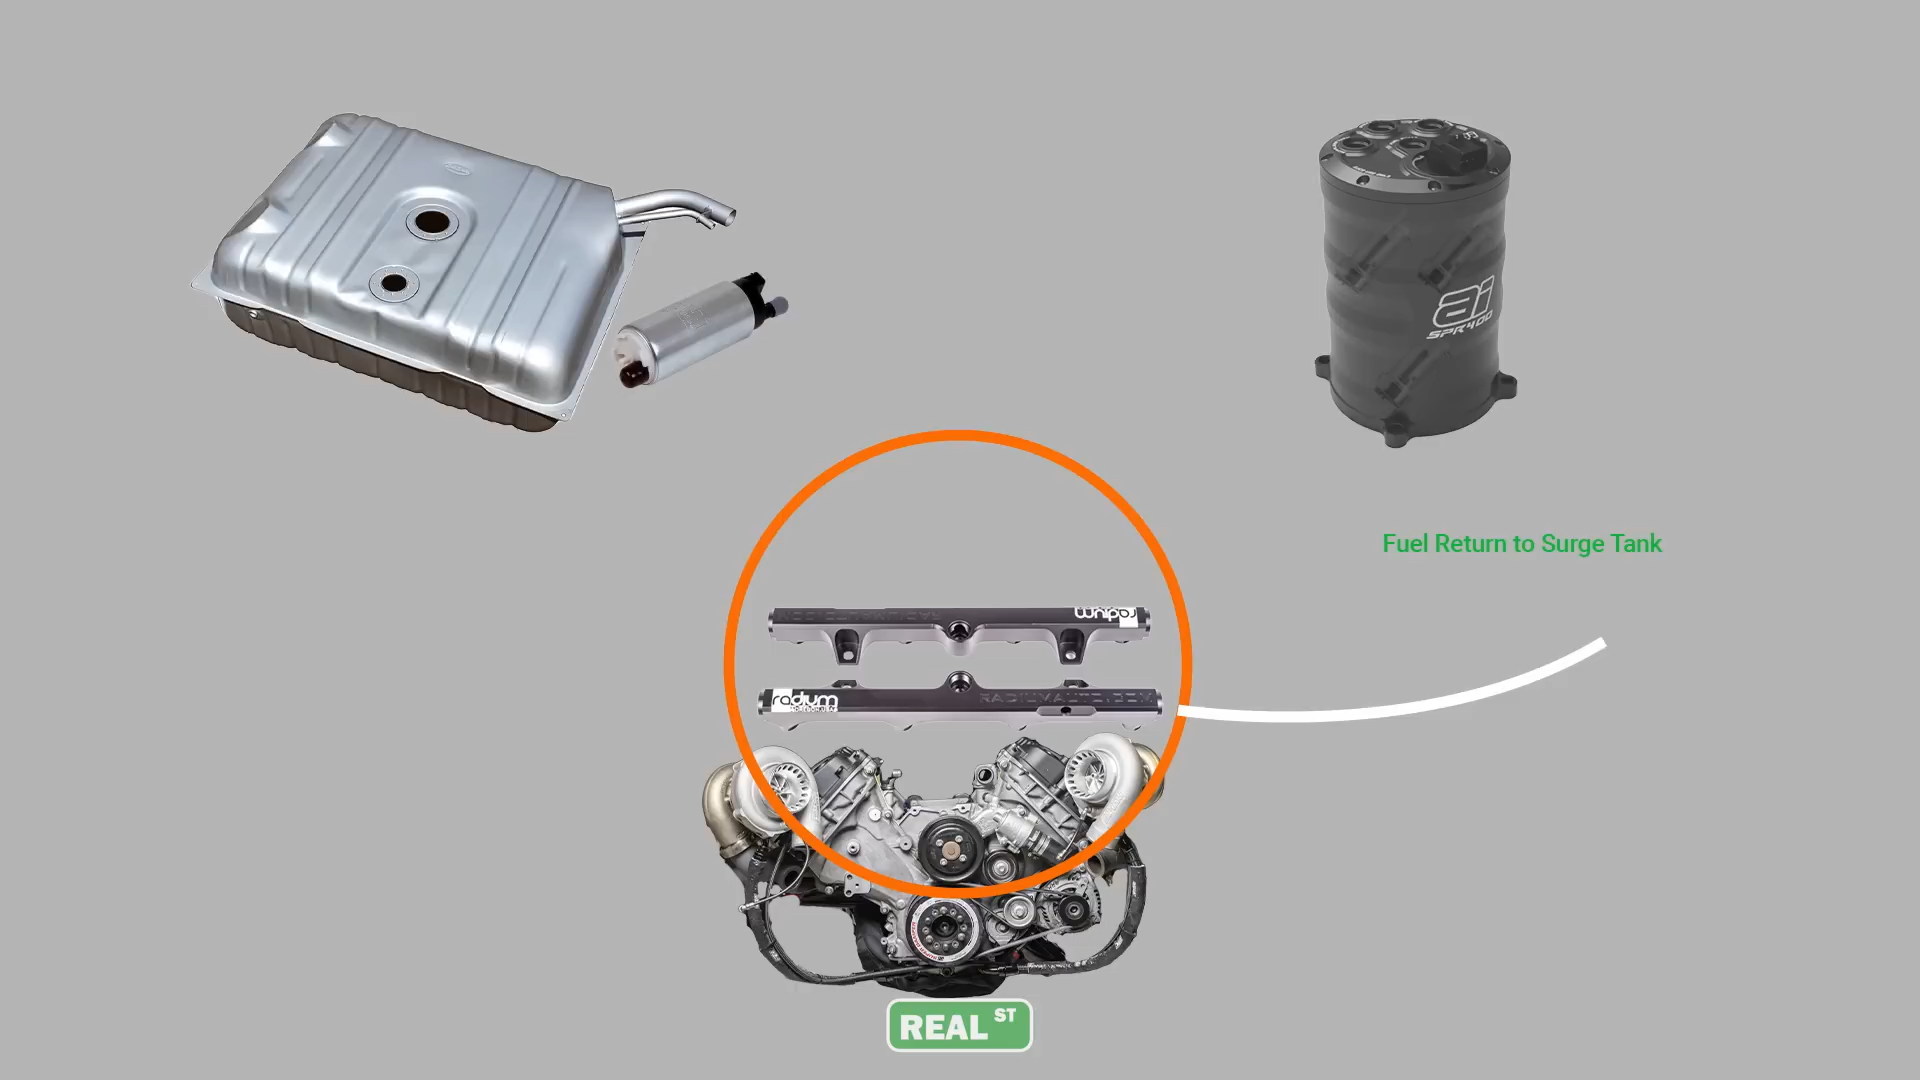 ai
SPR400
Fuel Return to Surge Tank
radium
radium
RADIUMAUTO.COM
REAL ST